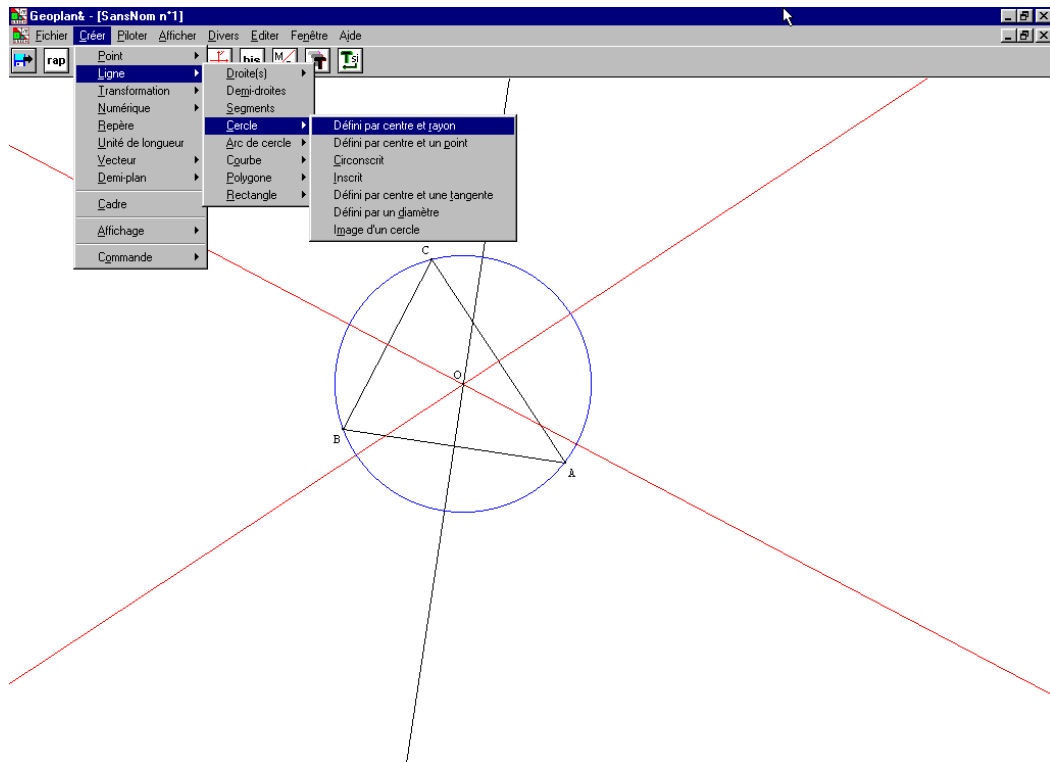 Geoplan& - [SansNom n°1]
Fichier Créer Piloter Afficher Divers Editer Fenêtre Aide
rap bis M Si
Point
Ligne
Transformation
Numérique
Repère
Unité de longueur
Vecteur
Demi-plan
Cadre
Affichage
Commande
Droite(s)
Demi-droites
Segments
Cercle
Arc de cercle
Courbe
Polygone
Rectangle
Défini par centre et rayon
Défini par centre et un point
Circonscrit
Inscrit
Défini par centre et une tangente
Défini par un diamètre
Image d'un cercle
C
O
B
A